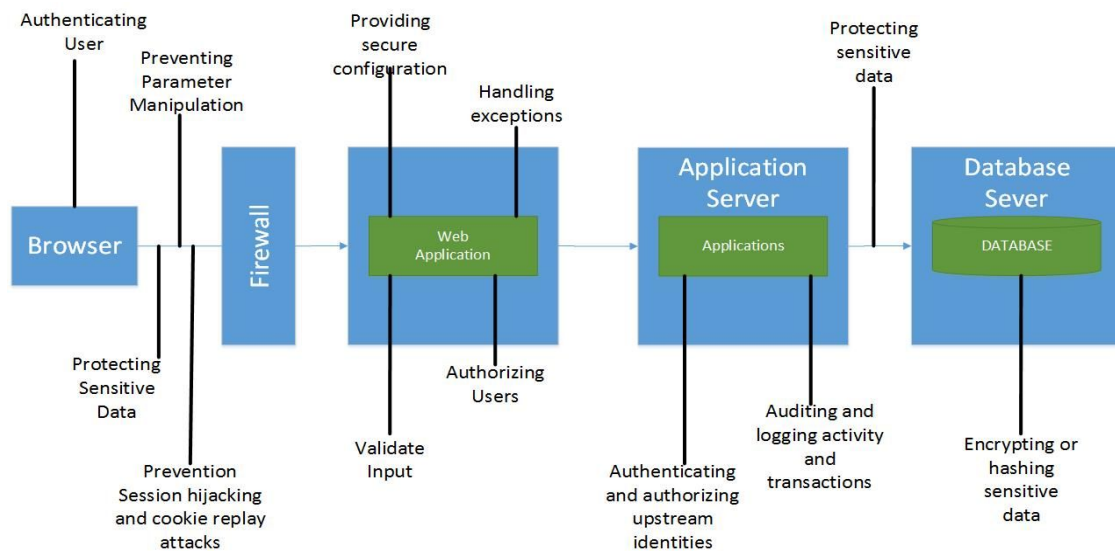 Authenticating
User
Preventing
Parameter
Manipulation
Providing
secure
configuration
Handling
exceptions
Protecting
sensitive
data
Browser
Firewall
Web
Application
Application
Server
Applications
Database
Sever
DATABASE
Protecting
Sensitive
Data
Prevention
Session hijacking
and cookie replay
attacks
Validate
Input
Authorizing
Users
Authenticating
and authorizing
upstream
identities
Auditing and
logging activity
and
transactions
Encrypting or
hashing
sensitive
data